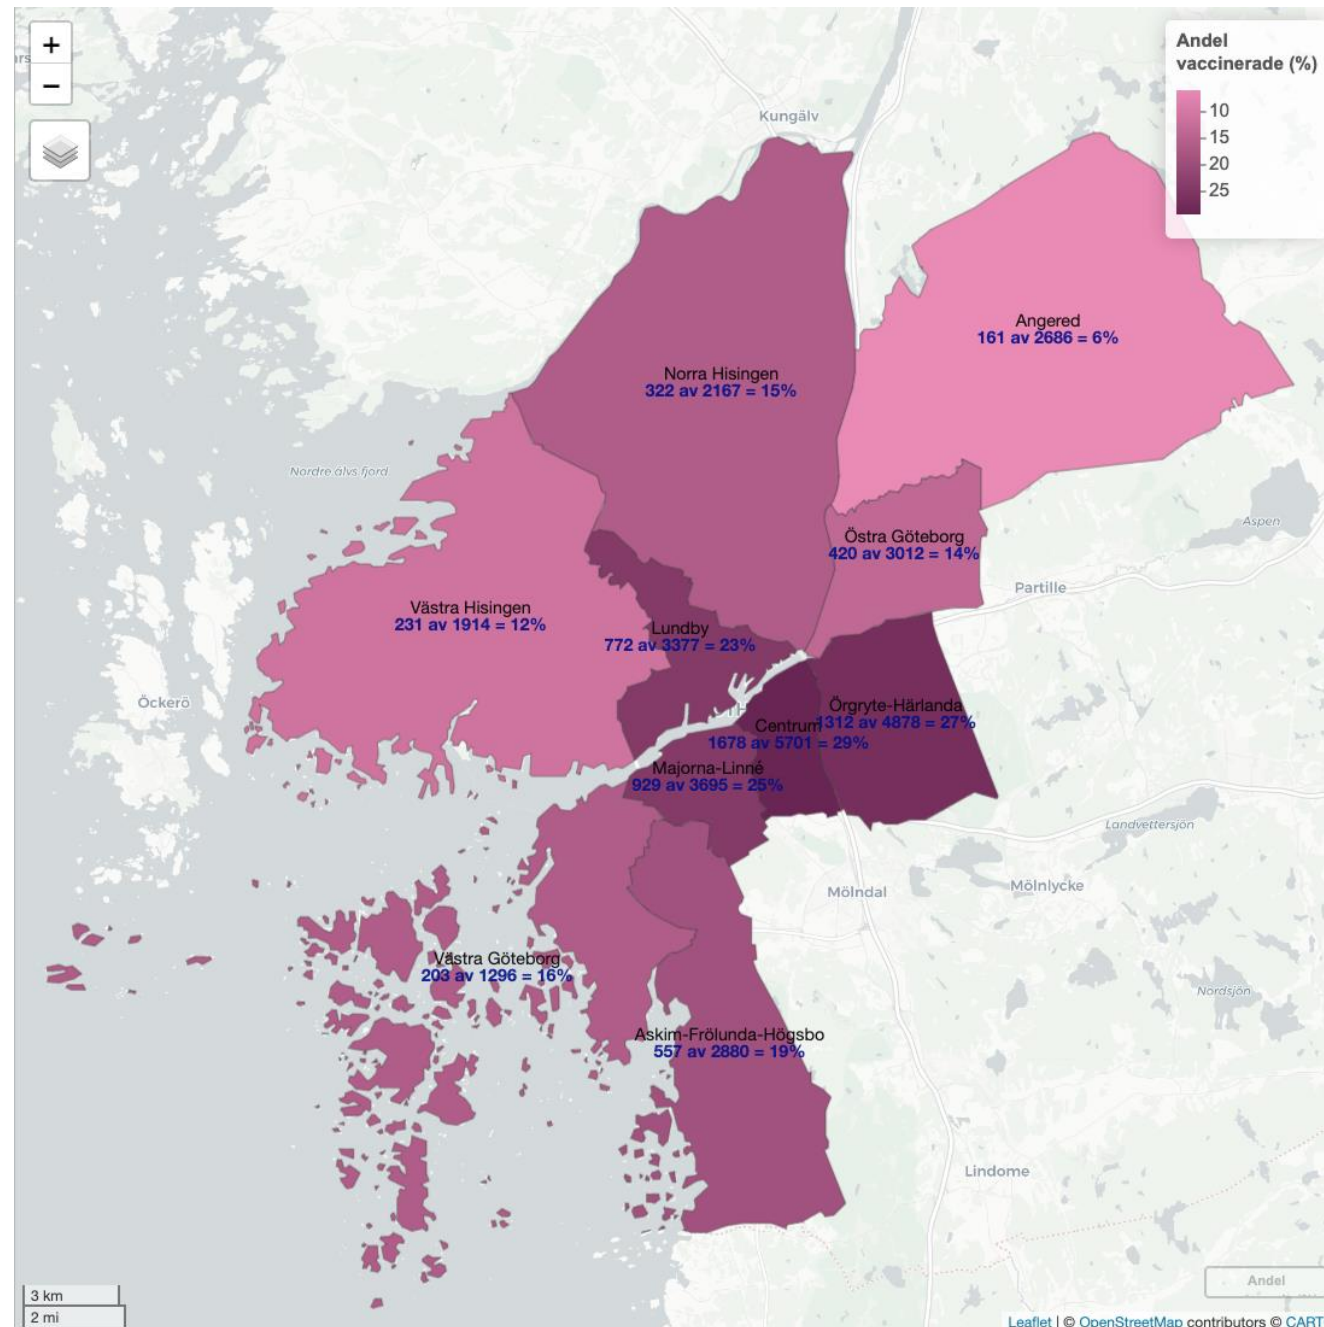 +
−
Andel
vaccinerade (%)
10
15
20
25
Kungälv
Angered
161 av 2686 = 6%
Norra Hisingen
322 av 2167 = 15%
Nordre älvs fjord
Aspen
Östra Göteborg
420 av 3012 = 14%
Partille
Västra Hisingen
231 av 1914 = 12%
Lundby
772 av 3377 = 23%
Öckerö
Örgryte-Härlanda
1312 av 4878 = 27%
Centrum
1678 av 5701 = 29%
Majorna-Linné
929 av 3695 = 25%
Landvettersjön
Mölndal
Mölnlycke
Västra Göteborg
203 av 1296 = 16%
Nordsjön
Askim-Frölunda-Högsbo
557 av 2880 = 19%
Lindome
Andel
3 km
2 mi
Leaflet | © OpenStreetMap contributors © CART